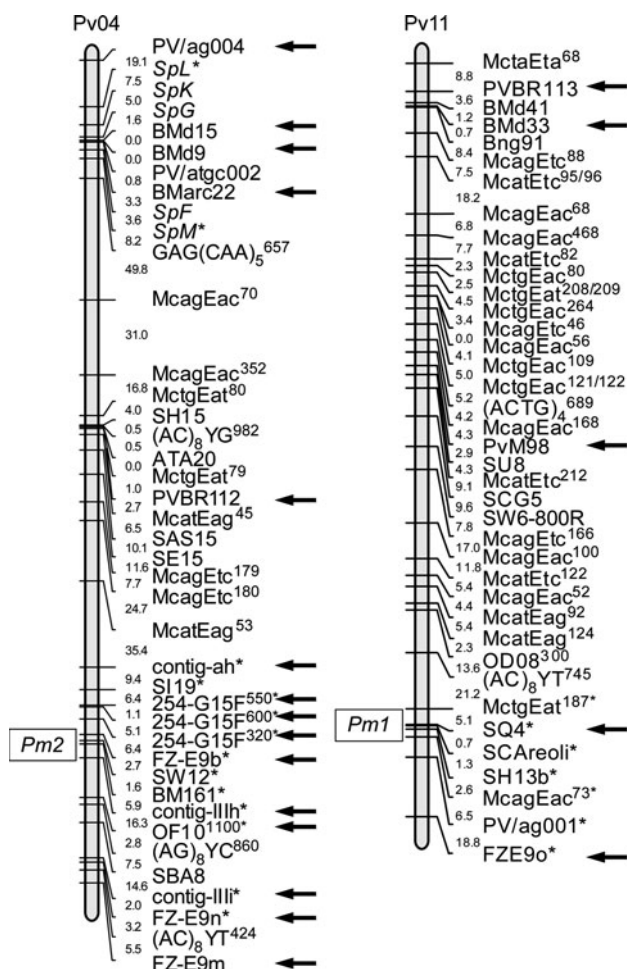 Pv04
PV/ag004
19.1
SpL*
7.5
SpK
5.0
SpG
1.6
BMd15
0.0
BMd9
0.0
PV/atgc002
0.8
BMarc22
3.3
SpF
3.6
SpM*
8.2
GAG(CAA)₅⁶⁵⁷
49.8
McagEac⁷⁰
31.0
McagEac³⁵²
16.8
MctgEat⁸⁰
4.0
SH15
0.5
(AC)₈YG⁹⁸²
0.5
ATA20
0.0
MctgEat⁷⁹
1.0
PVBR112
2.7
McatEag⁴⁵
6.5
SAS15
10.1
SE15
11.6
McagEtc¹⁷⁹
7.7
McagEtc¹⁸⁰
24.7
McatEag⁵³
35.4
contig-ah*
9.4
SI19*
6.4
254-G15F⁵⁵⁰*
1.1
254-G15F⁶⁰⁰*
5.1
254-G15F³²⁰*
6.4
Pm2
FZ-E9b*
2.7
SW12*
1.6
BM161*
5.9
contig-IIIh*
16.3
OF10¹¹⁰⁰*
2.8
(AG)₈YC⁸⁶⁰
7.5
SBA8
14.6
contig-IIIi*
2.0
FZ-E9n*
3.2
(AC)₈YT⁴²⁴
5.5
FZ-E9m
Pv11
MctaEta⁶⁸
8.8
PVBR113
3.6
BMd41
1.2
BMd33
0.7
Bng91
8.4
McagEtc⁸⁸
7.5
McatEtc⁹⁵/⁹⁶
18.2
McagEac⁶⁸
6.8
McagEac⁴⁶⁸
7.7
McatEtc⁸²
2.3
MctgEac⁸⁰
2.5
MctgEat²⁰⁸/²⁰⁹
4.5
MctgEac²⁶⁴
3.4
McagEtc⁴⁶
0.0
McagEac⁵⁶
4.1
MctgEac¹⁰⁹
5.0
MctgEac¹²¹/¹²²
5.2
(ACTG)₄⁶⁸⁹
4.2
McagEac¹⁶⁸
4.3
PvM98
2.9
SU8
4.3
McatEtc²¹²
9.1
SCG5
9.6
SW6-800R
7.8
McagEtc¹⁶⁶
17.0
McagEac¹⁰⁰
11.8
McatEtc¹²²
5.4
McagEac⁵²
4.4
McatEag⁹²
5.4
McatEag¹²⁴
2.3
OD08³⁰⁰
13.6
(AC)₈YT⁷⁴⁵
21.2
MctgEat¹⁸⁷*
5.1
Pm1
SQ4*
0.7
SCAreoli*
1.3
SH13b*
2.6
McagEac⁷³*
6.5
PV/ag001*
18.8
FZE9o*